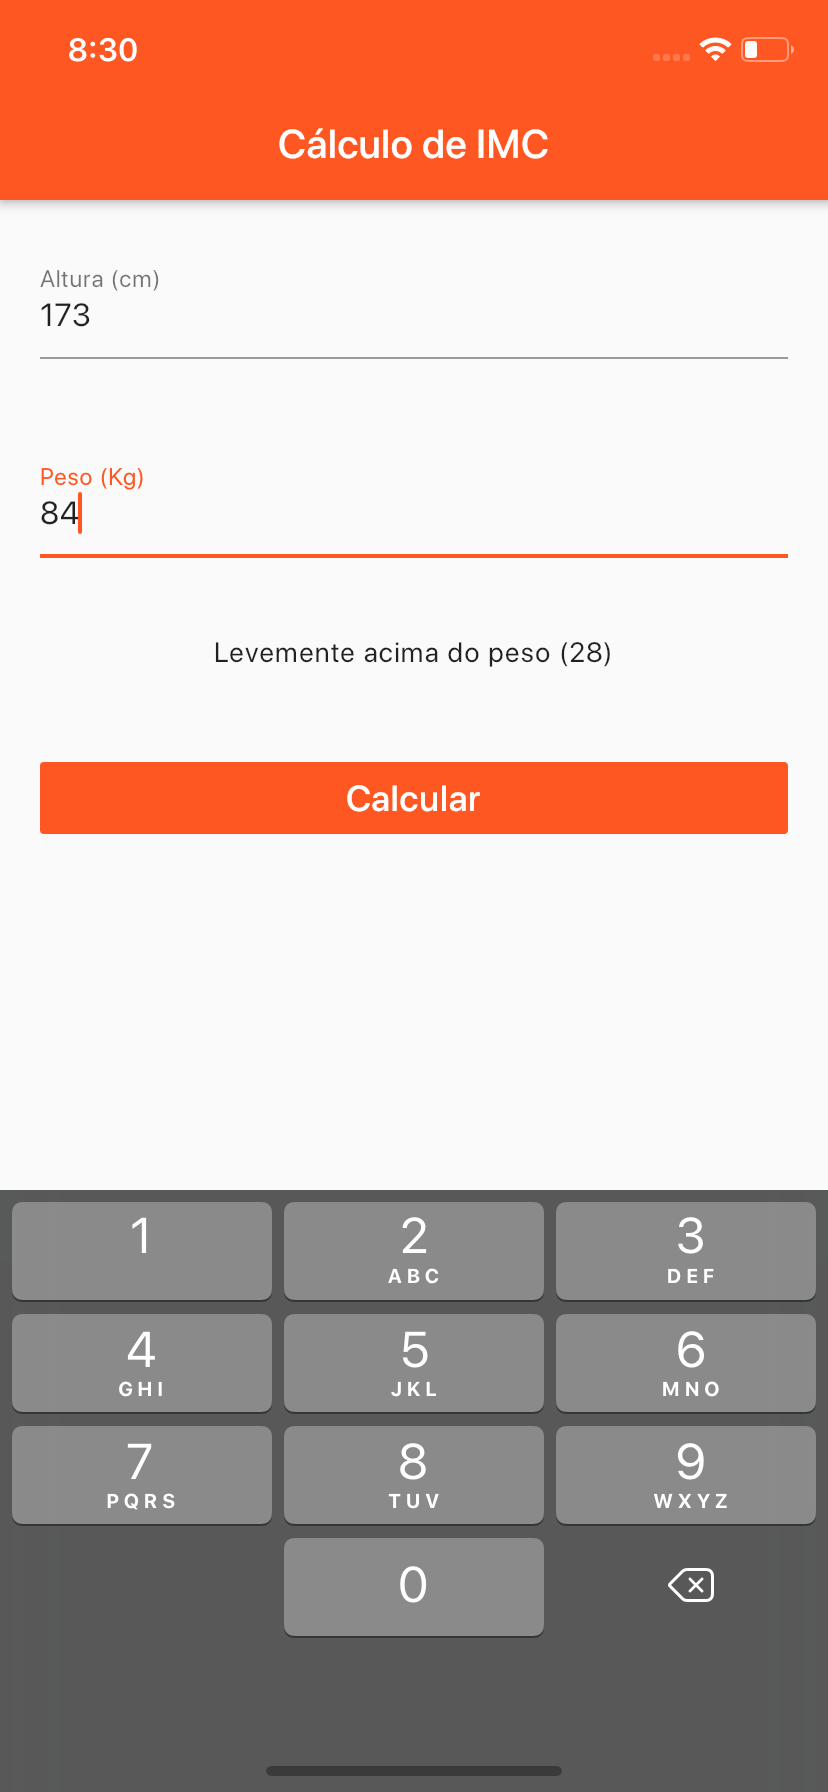 8:30
Cálculo de IMC
Altura (cm)
173
Peso (Kg)
84
Levemente acima do peso (28)
Calcular
1 2 3
ABC DEF
4 5 6
GHI JKL MNO
7 8 9
PQRS TUV WXYZ
0